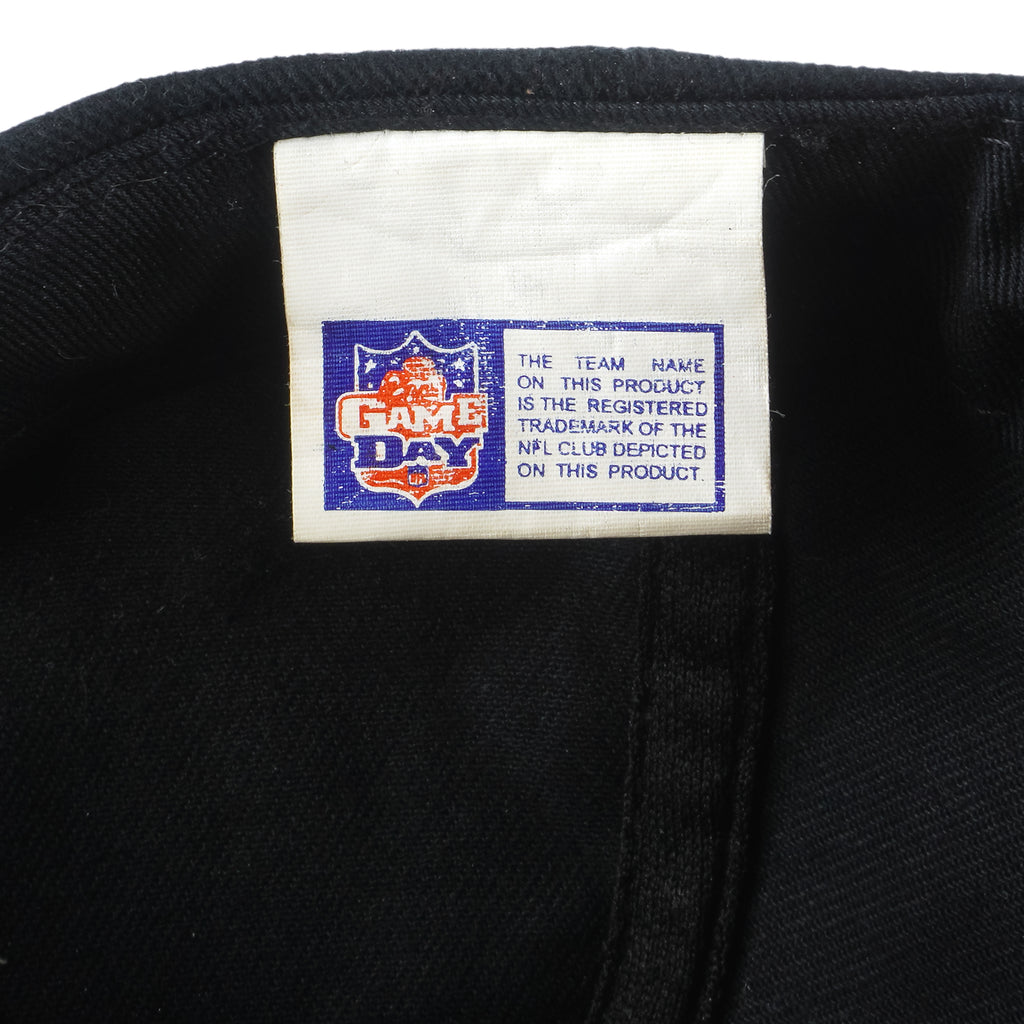 GAME
DAY
THE TEAM NAME
ON THIS PRODUCT
IS THE REGISTERED
TRADEMARK OF THE
NFL CLUB DEPICTED
ON THIS PRODUCT.